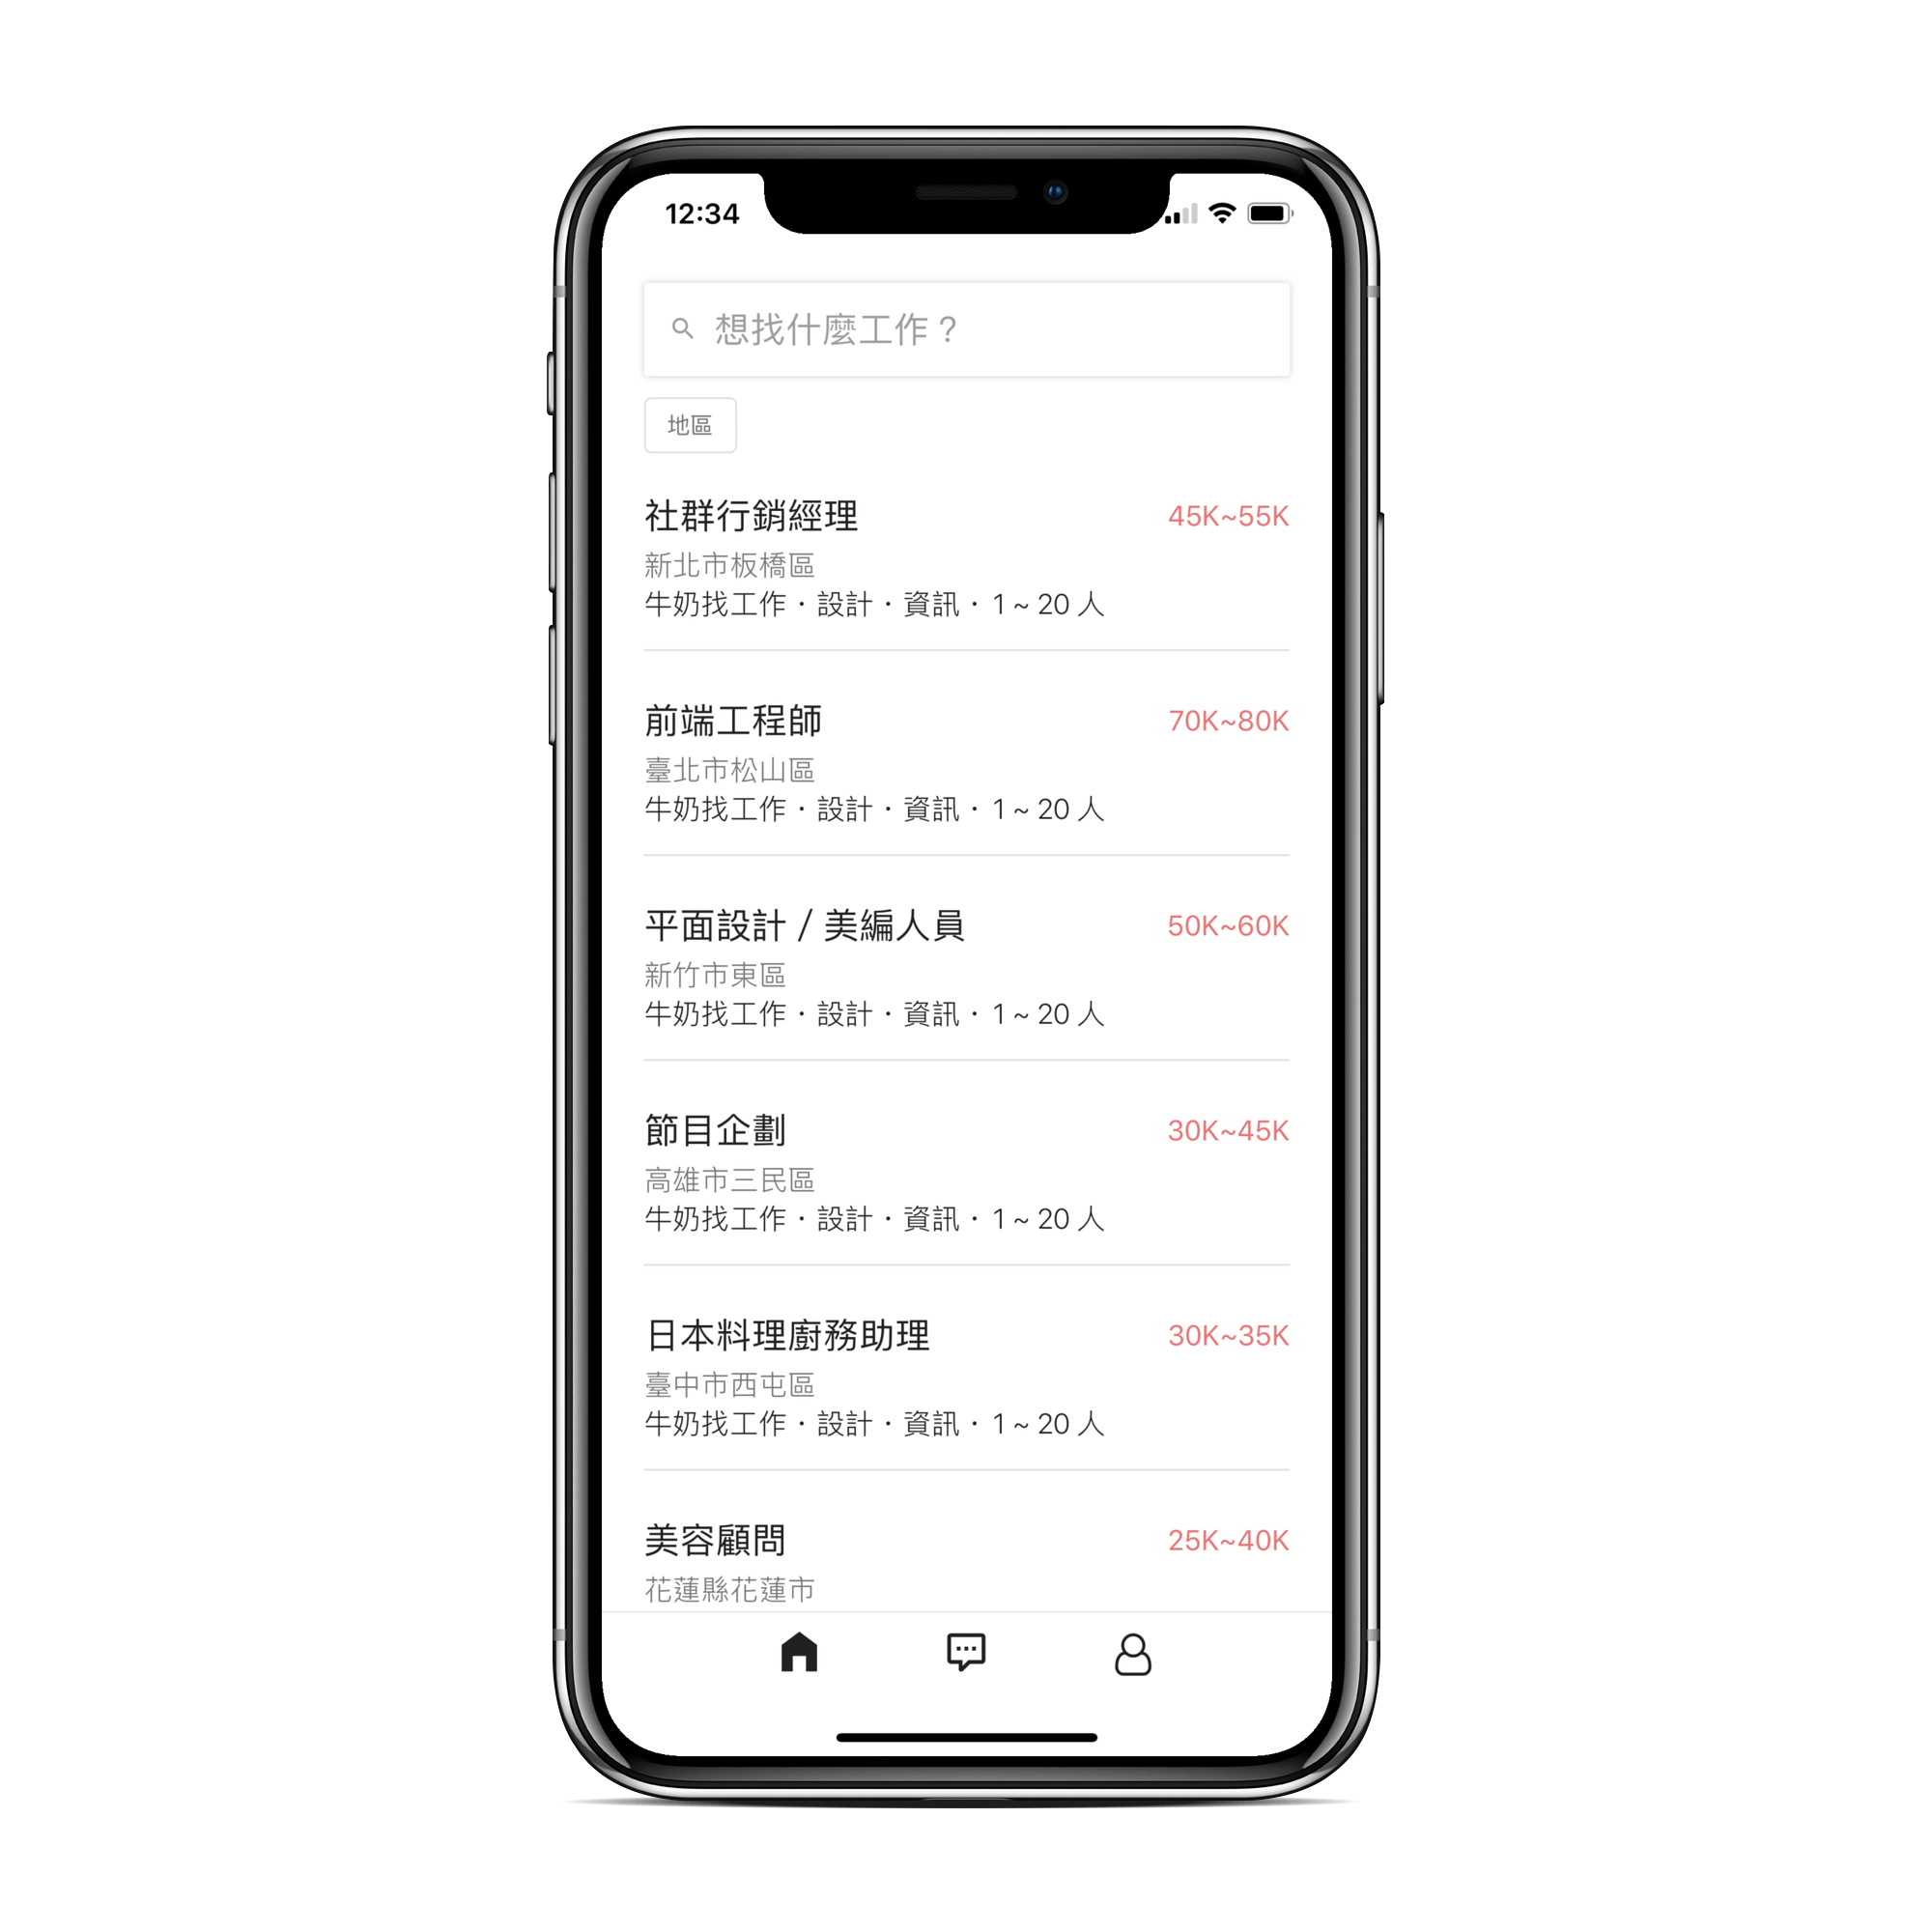 12:34
想找什麼工作？
地區
社群行銷經理 45K~55K
新北市板橋區
牛奶找工作・設計・資訊・1 ~ 20 人
前端工程師 70K~80K
臺北市松山區
牛奶找工作・設計・資訊・1 ~ 20 人
平面設計 / 美編人員 50K~60K
新竹市東區
牛奶找工作・設計・資訊・1 ~ 20 人
節目企劃 30K~45K
高雄市三民區
牛奶找工作・設計・資訊・1 ~ 20 人
日本料理廚務助理 30K~35K
臺中市西屯區
牛奶找工作・設計・資訊・1 ~ 20 人
美容顧問 25K~40K
花蓮縣花蓮市